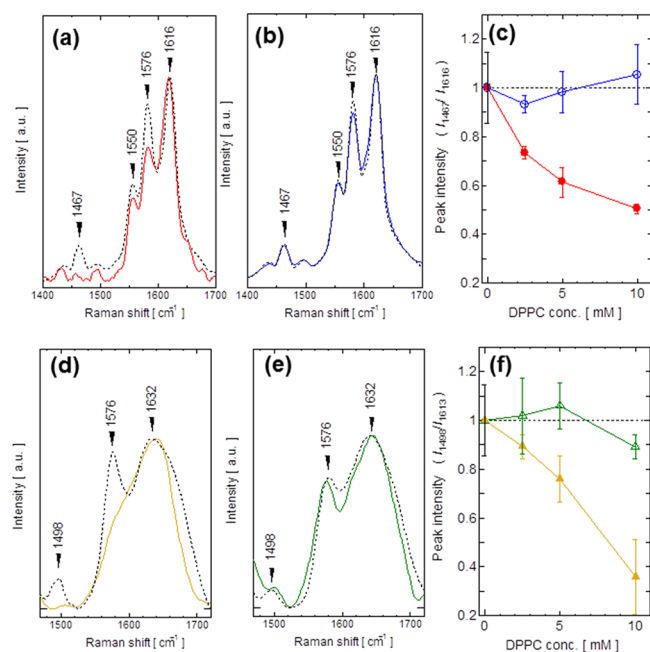 (a)
1467
1550
1576
1616
Intensity [ a.u. ]
1400
1500
1600
1700
Raman shift [ cm-1 ]
(b)
1467
1550
1576
1616
Intensity [ a.u. ]
1400
1500
1600
1700
Raman shift [ cm-1 ]
(c)
Peak intensity ( I1467/ I1616)
1.2
1
0.8
0.6
0.4
0.2
0
5
10
DPPC conc. [ mM ]
(d)
1498
1576
1632
Intensity [ a.u. ]
1500
1600
1700
Raman shift [ cm-1 ]
(e)
1498
1576
1632
Intensity [ a.u. ]
1500
1600
1700
Raman shift [ cm-1 ]
(f)
Peak intensity ( I1498/I1613)
1.2
1
0.8
0.6
0.4
0.2
0
5
10
DPPC conc. [ mM ]